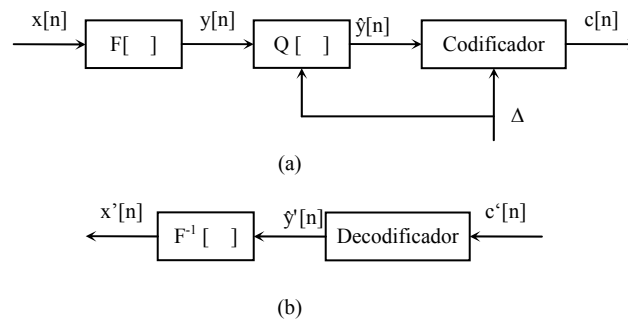 x[n] y[n] ŷ[n] c[n]
F[ ] Q [ ] Codificador
Δ
(a)
x’[n] ŷ'[n] c‘[n]
F⁻¹ [ ] Decodificador
(b)